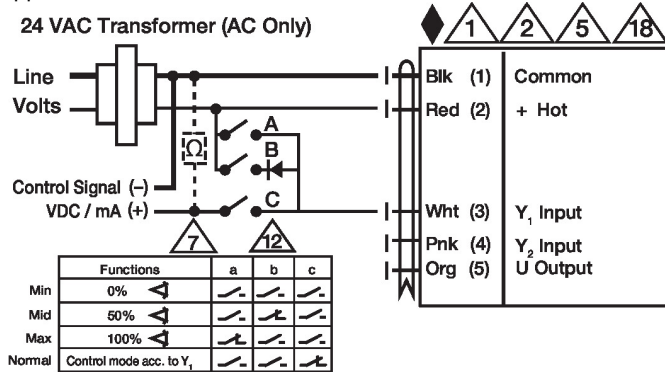 24 VAC Transformer (AC Only)
1 2 5 18
Line
Volts
Blk (1) Common
Red (2) + Hot
A
Ω
B
Control Signal (–)
VDC / mA (+)
C
Wht (3) Y₁ Input
Pnk (4) Y₂ Input
Org (5) U Output
7 12
Functions a b c
Min 0%
Mid 50%
Max 100%
Normal Control mode acc. to Y₁